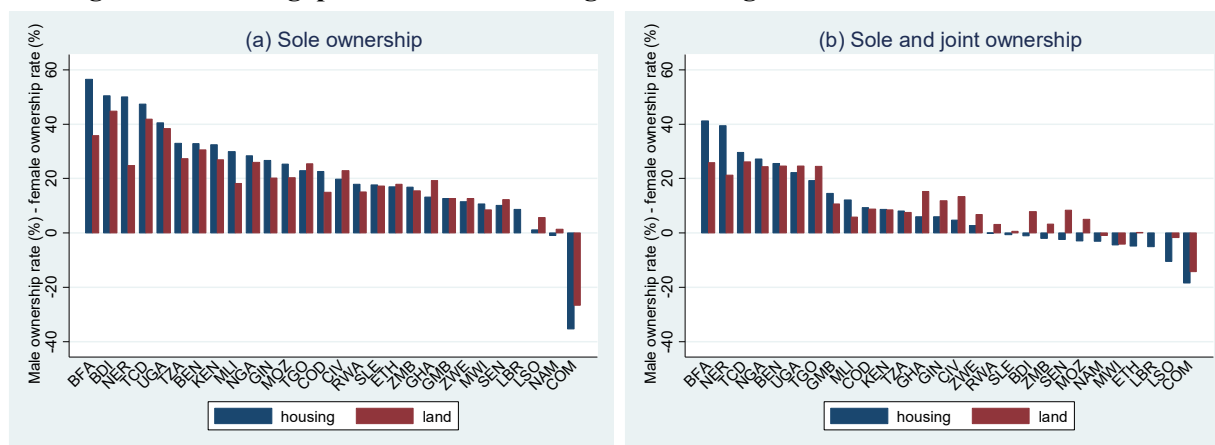 (a) Sole ownership
Male ownership rate (%) - female ownership rate (%)
60
40
20
0
-20
-40
BFA BDI NER TCD UGA TZA BEN KEN MLI NGA GIN MOZ TGO COD CIV RWA SLE ETH ZMB GHA GMB ZWE MWI SEN LBR LSO NAM COM
housing land
(b) Sole and joint ownership
Male ownership rate (%) - female ownership rate (%)
60
40
20
0
-20
-40
BFA NER TCD NGA BEN UGA TGO GMB MLI COD KEN TZA GHA GIN CIV ZWE RWA SLE BDI ZMB SEN MOZ NAM MWI ETH LBR LSO COM
housing land